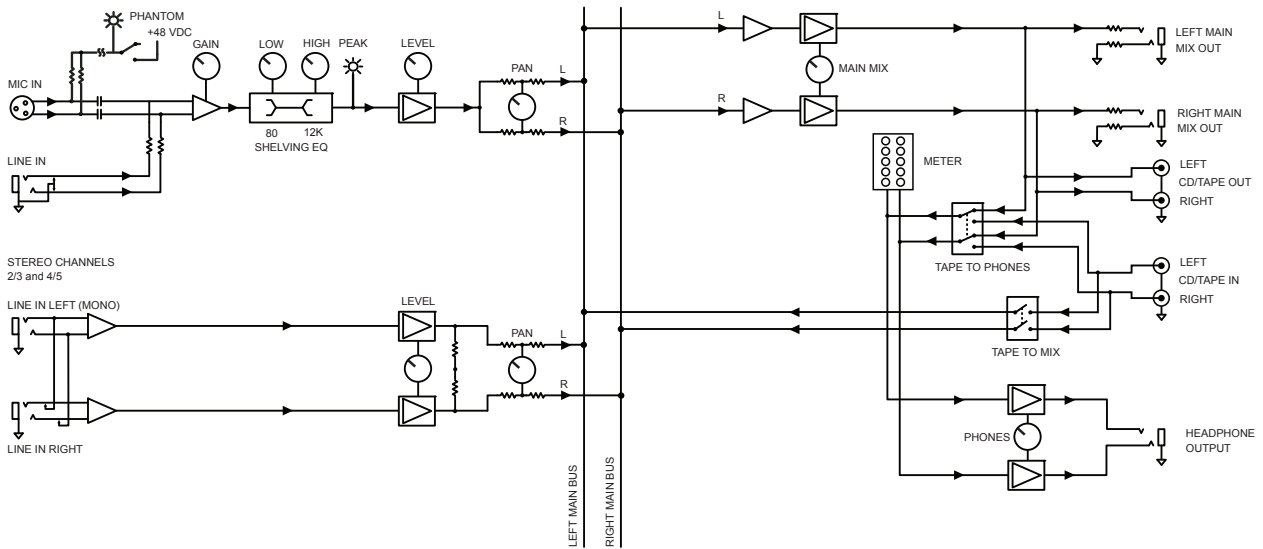 PHANTOM
+48 VDC
GAIN
LOW
HIGH
PEAK
LEVEL
PAN
L
R
MIC IN
80
12K
SHELVING EQ
LINE IN
STEREO CHANNELS
2/3 and 4/5
LINE IN LEFT (MONO)
LEVEL
PAN
L
R
LINE IN RIGHT
LEFT MAIN BUS
RIGHT MAIN BUS
L
MAIN MIX
R
METER
LEFT MAIN
MIX OUT
RIGHT MAIN
MIX OUT
LEFT
CD/TAPE OUT
RIGHT
TAPE TO PHONES
LEFT
CD/TAPE IN
RIGHT
TAPE TO MIX
PHONES
HEADPHONE
OUTPUT